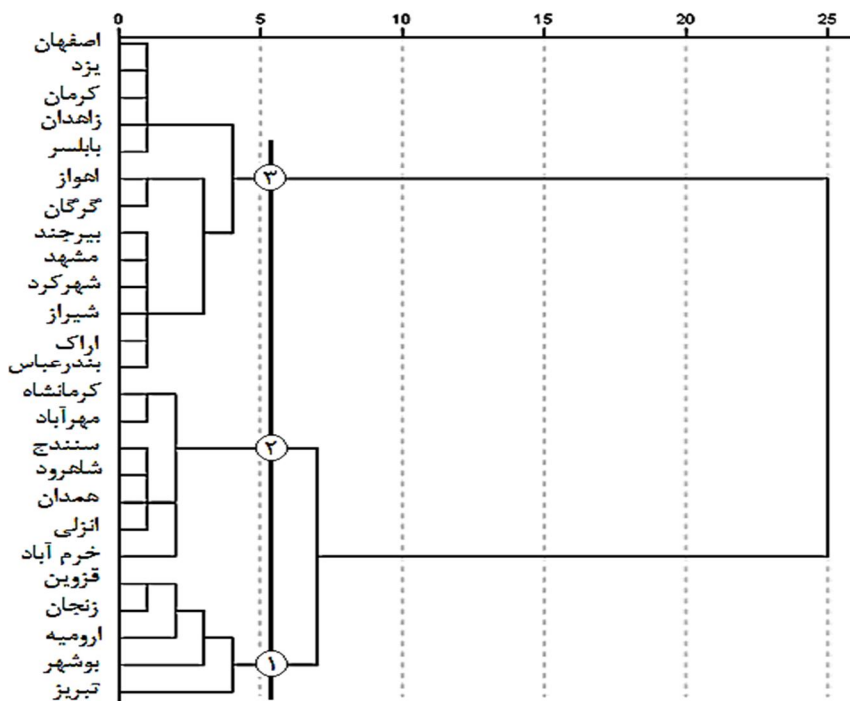 0 5 10 15 20 25
اصفهان
یزد
کرمان
زاهدان
بابلسر
اهواز
۳
گرگان
بیرجند
مشهد
شهرکرد
شیراز
اراک
بندرعباس
کرمانشاه
مهرآباد
سنندج
۲
شاهرود
همدان
انزلی
خرم آباد
قزوین
زنجان
ارومیه
بوشهر
۱
تبریز